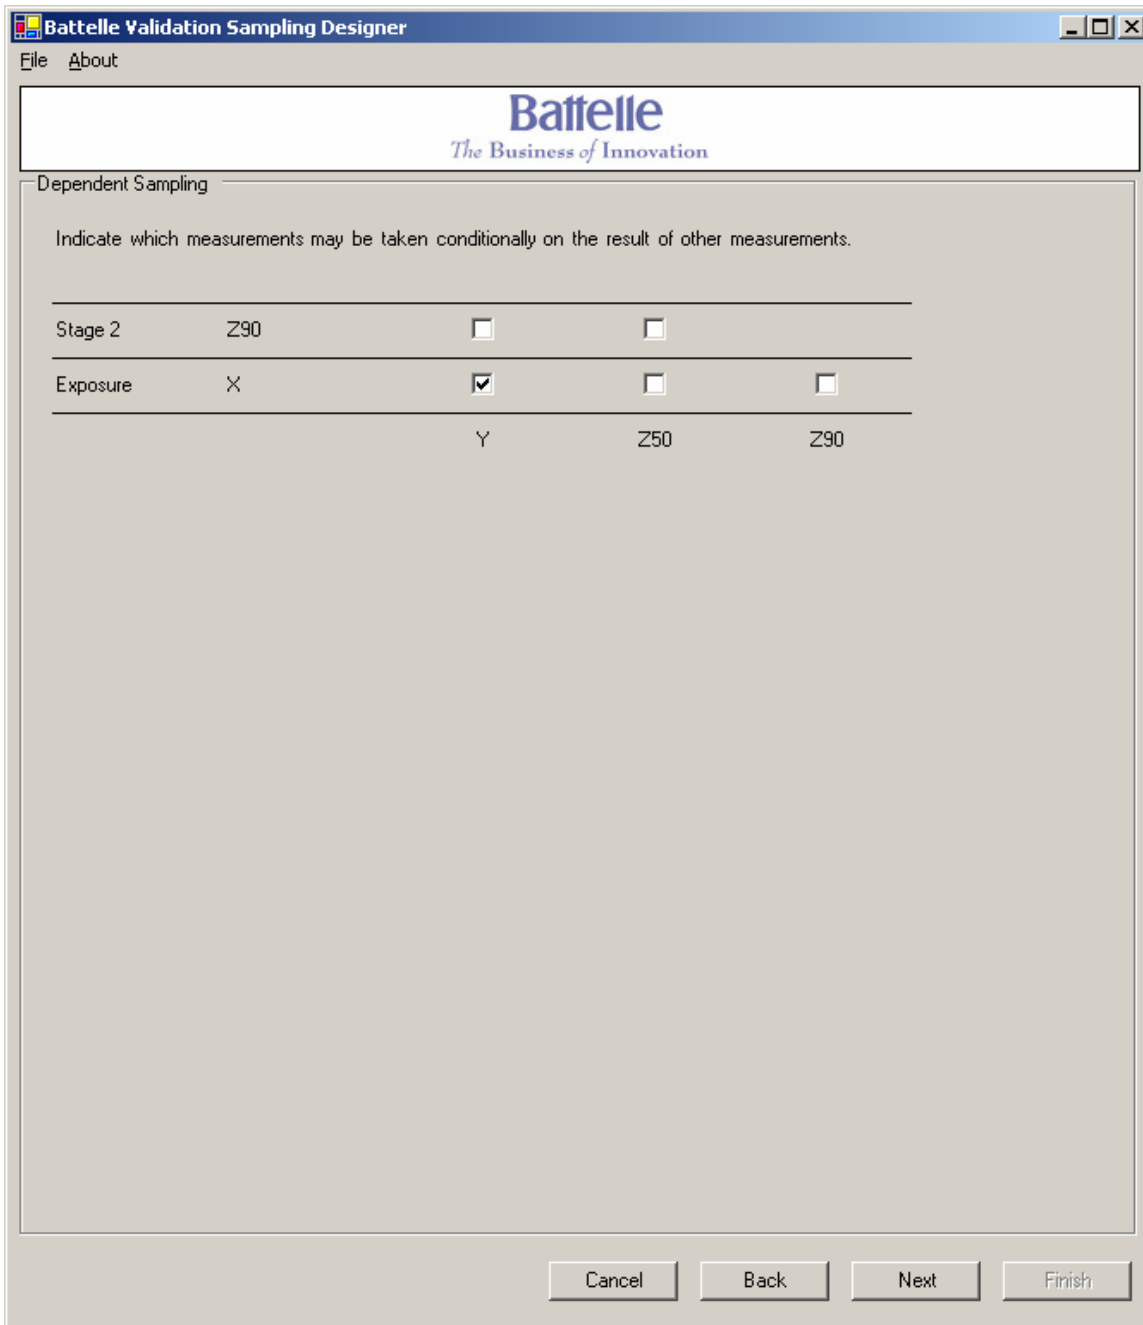 Battelle Validation Sampling Designer
File About
Battelle
The Business of Innovation
Dependent Sampling
Indicate which measurements may be taken conditionally on the result of other measurements.
Stage 2 Z90
Exposure X
Y Z50 Z90
Cancel Back Next Finish